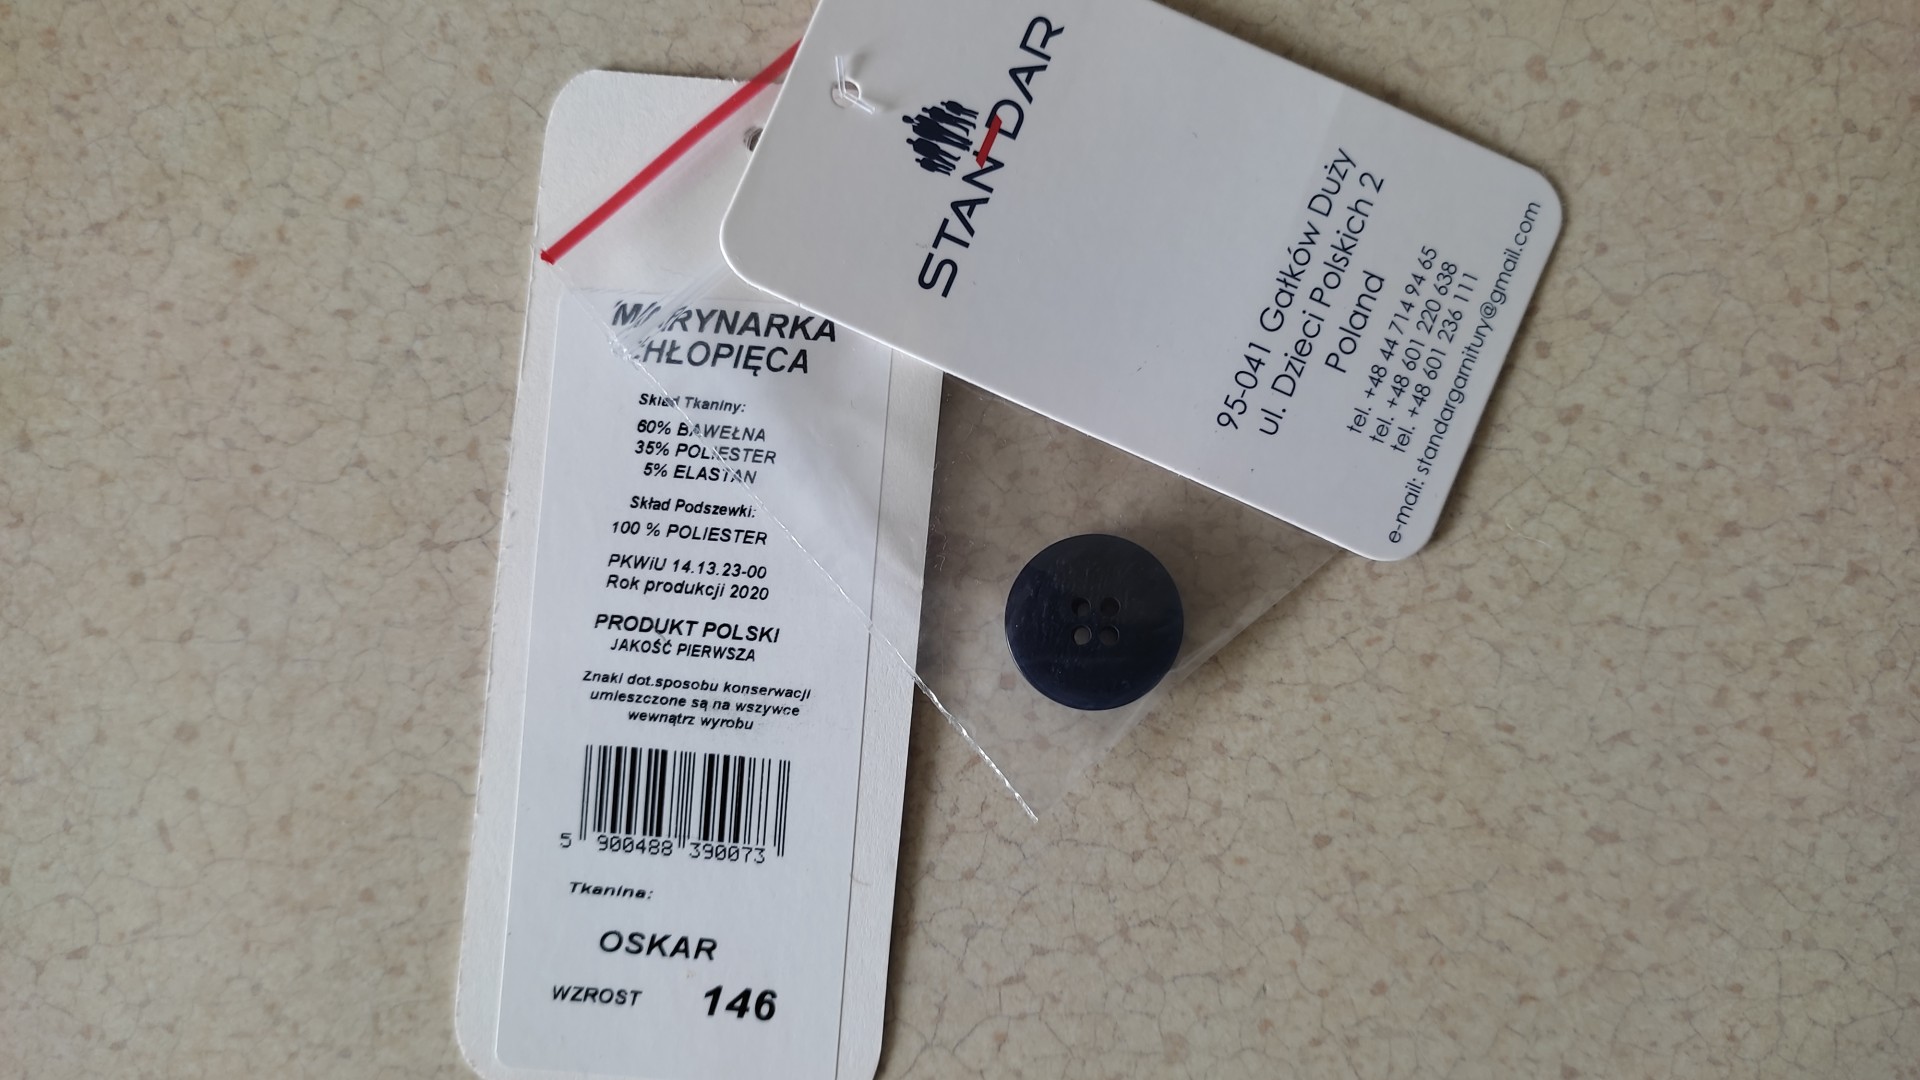 MARYNARKA
CHŁOPIĘCA
Skład Tkaniny:
60% BAWEŁNA
35% POLIESTER
5% ELASTAN
Skład Podszewki:
100 % POLIESTER
PKWiU 14.13.23-00
Rok produkcji 2020
PRODUKT POLSKI
JAKOŚĆ PIERWSZA
Znaki dot.sposobu konserwacji
umieszczone są na wszywce
wewnątrz wyrobu
5 900488 390073
Tkanina:
OSKAR
WZROST 146
STANDAR
95-041 Gałków Duży
ul. Dzieci Polskich 2
Poland
tel. +48 44 714 94 65
tel. +48 601 220 638
tel. +48 601 236 111
e-mail: standargarnitury@gmail.com